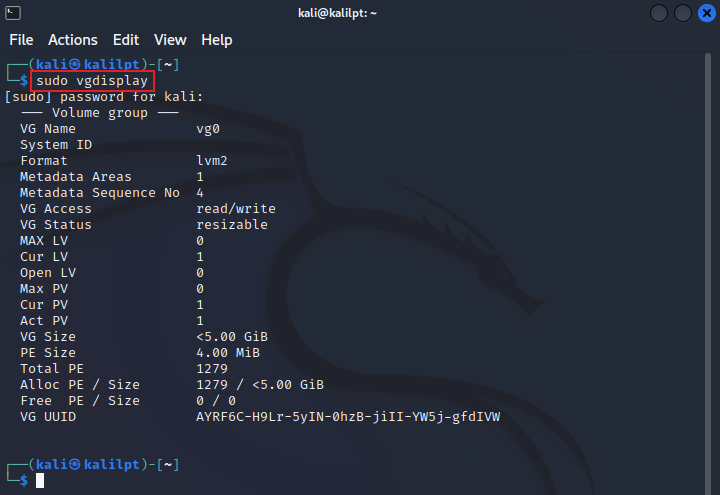 kali@kalilpt: ~
File Actions Edit View Help
┌──(kali㉿kalilpt)-[~]
└─$ sudo vgdisplay
[sudo] password for kali:
--- Volume group ---
VG Name vg0
System ID
Format lvm2
Metadata Areas 1
Metadata Sequence No 4
VG Access read/write
VG Status resizable
MAX LV 0
Cur LV 1
Open LV 0
Max PV 0
Cur PV 1
Act PV 1
VG Size <5.00 GiB
PE Size 4.00 MiB
Total PE 1279
Alloc PE / Size 1279 / <5.00 GiB
Free  PE / Size 0 / 0
VG UUID AYRF6C-H9Lr-5yIN-0hzB-jiII-YW5j-gfdIVW
┌──(kali㉿kalilpt)-[~]
└─$